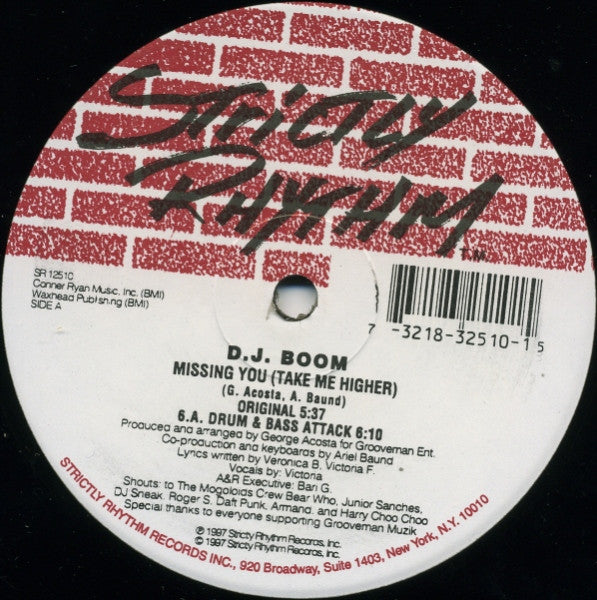 STRICTLY
RHYTHM
T.M.
SR 12510
Conner Ryan Music, Inc. (BMI)
Waxhead Publishing (BMI)
SIDE A
7 -3218-32510-1 5
D.J. BOOM
MISSING YOU (TAKE ME HIGHER)
(G. Acosta, A. Baund)
ORIGINAL 5:37
6.A. DRUM & BASS ATTACK 6:10
Produced and arranged by George Acosta for Grooveman Ent.
Co-production and keyboards by Ariel Baund
Lyrics written by Veronica B. Victoria F.
Vocals by: Victoria
A&R Executive: Bari G.
Shouts: to The Mogoloids Crew Bear Who, Junior Sanches,
DJ Sneak, Roger S. Daft Punk, Armand, and Harry Choo Choo
Special thanks to everyone supporting Grooveman Muzik
℗ 1997 Strictly Rhythm Records, Inc.
© 1997 Strictly Rhythm Records, Inc.
STRICTLY RHYTHM RECORDS INC., 920 Broadway, Suite 1403, New York, N.Y. 10010